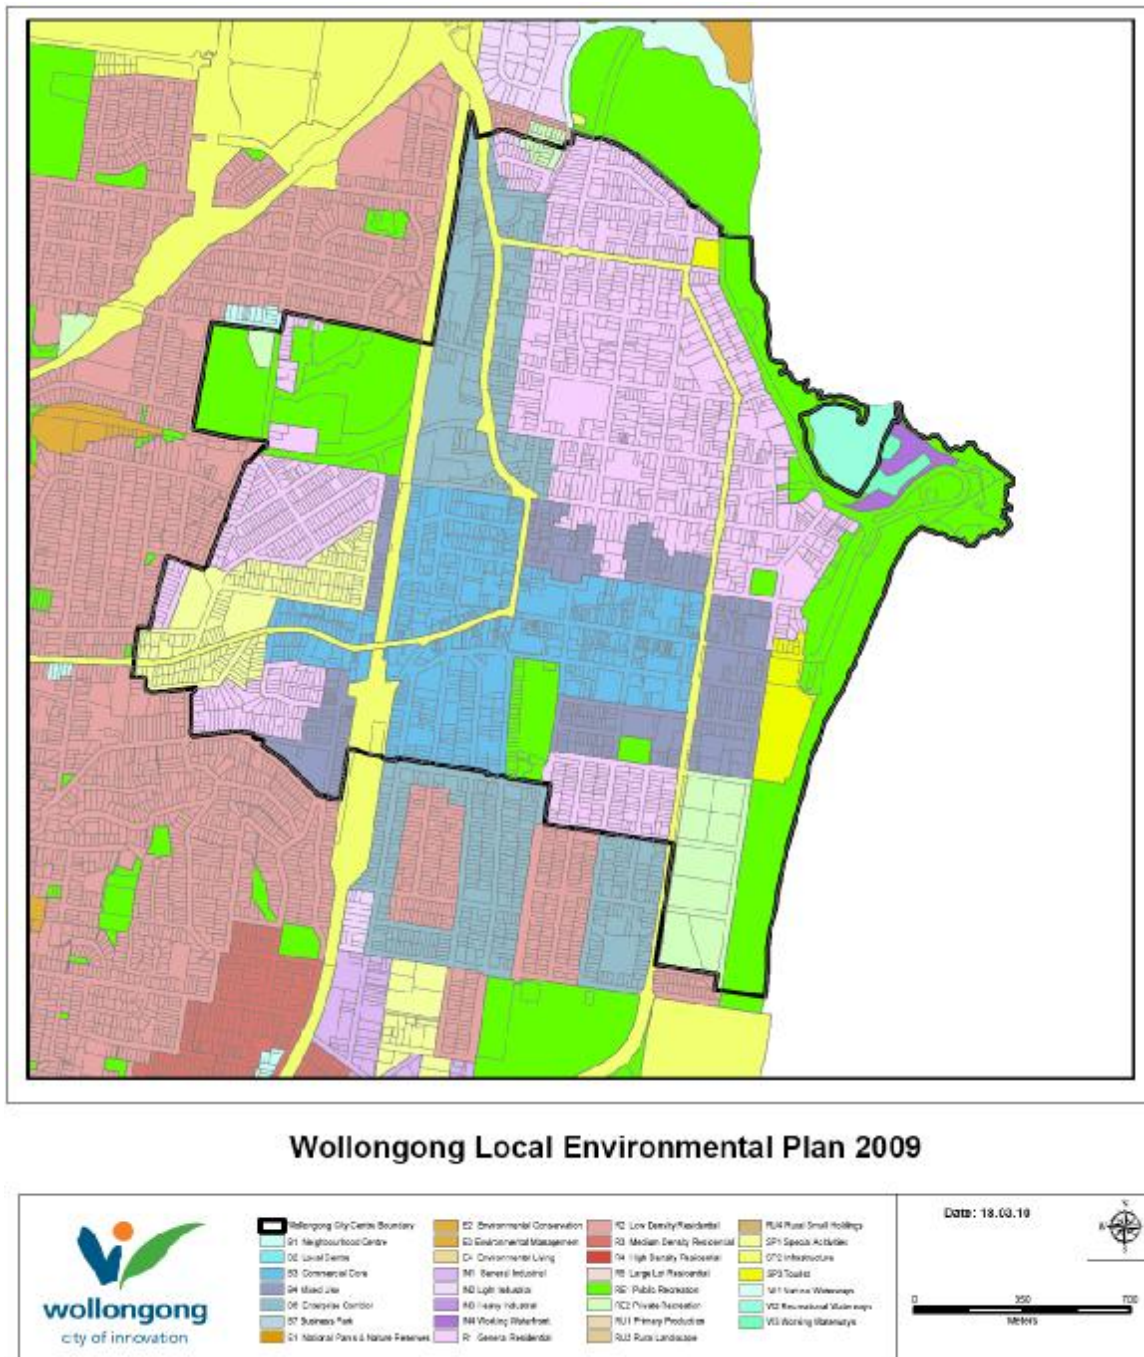 Wollongong Local Environmental Plan 2009
wollongong
city of innovation
Wollongong City Centre Boundary
B1 Neighbourhood Centre
B2 Local Centre
B3 Commercial Core
B4 Mixed Use
B6 Enterprise Corridor
B7 Business Park
E1 National Parks & Nature Reserves
E2 Environmental Conservation
E3 Environmental Management
E4 Environmental Living
IN1 General Industrial
IN2 Light Industrial
IN3 Heavy Industrial
IN4 Working Waterfront
R1 General Residential
R2 Low Density Residential
R3 Medium Density Residential
R4 High Density Residential
R5 Large Lot Residential
RE1 Public Recreation
RE2 Private Recreation
RU1 Primary Production
RU2 Rural Landscape
RU4 Rural Small Holdings
SP1 Special Activities
SP2 Infrastructure
SP3 Tourist
W1 Natural Waterways
W2 Recreational Waterways
W3 Working Waterways
Date: 18.03.10
N
0 350 700
Meters